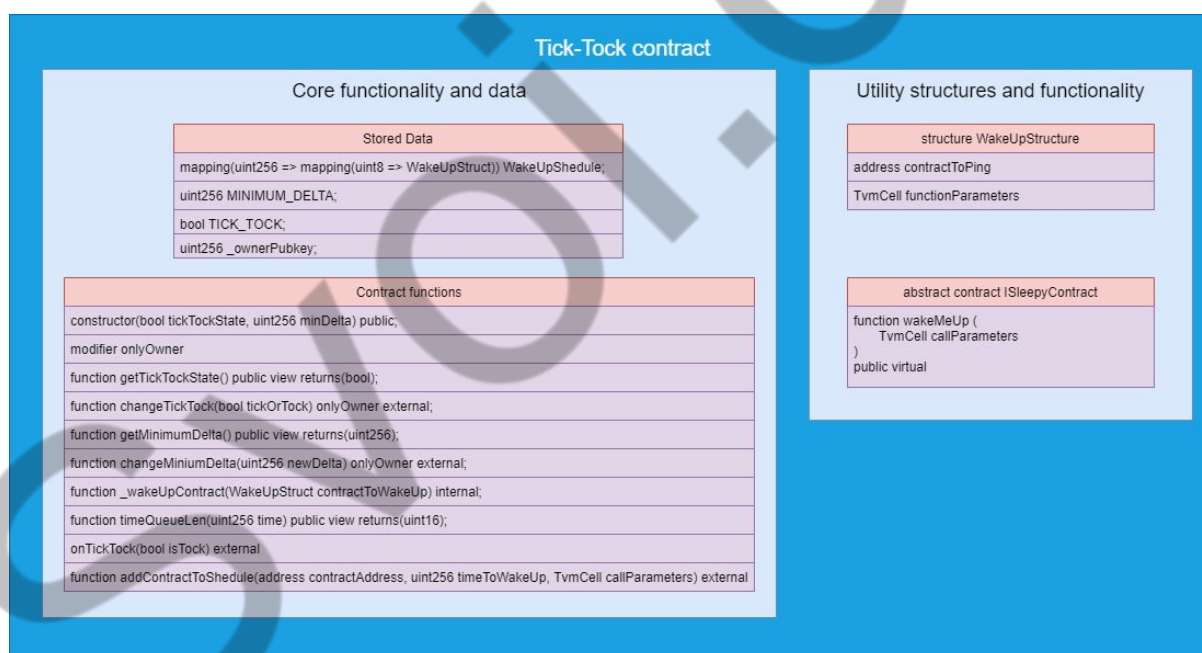 Tick-Tock contract
Core functionality and data
Stored Data
mapping(uint256 => mapping(uint8 => WakeUpStruct)) WakeUpShedule;
uint256 MINIMUM_DELTA;
bool TICK_TOCK;
uint256 _ownerPubkey;
Contract functions
constructor(bool tickTockState, uint256 minDelta) public;
modifier onlyOwner
function getTickTockState() public view returns(bool);
function changeTickTock(bool tickOrTock) onlyOwner external;
function getMinimumDelta() public view returns(uint256);
function changeMiniumDelta(uint256 newDelta) onlyOwner external;
function _wakeUpContract(WakeUpStruct contractToWakeUp) internal;
function timeQueueLen(uint256 time) public view returns(uint16);
onTickTock(bool isTock) external
function addContractToShedule(address contractAddress, uint256 timeToWakeUp, TvmCell callParameters) external
Utility structures and functionality
structure WakeUpStructure
address contractToPing
TvmCell functionParameters
abstract contract ISleepyContract
function wakeMeUp (
TvmCell callParameters
)
public virtual